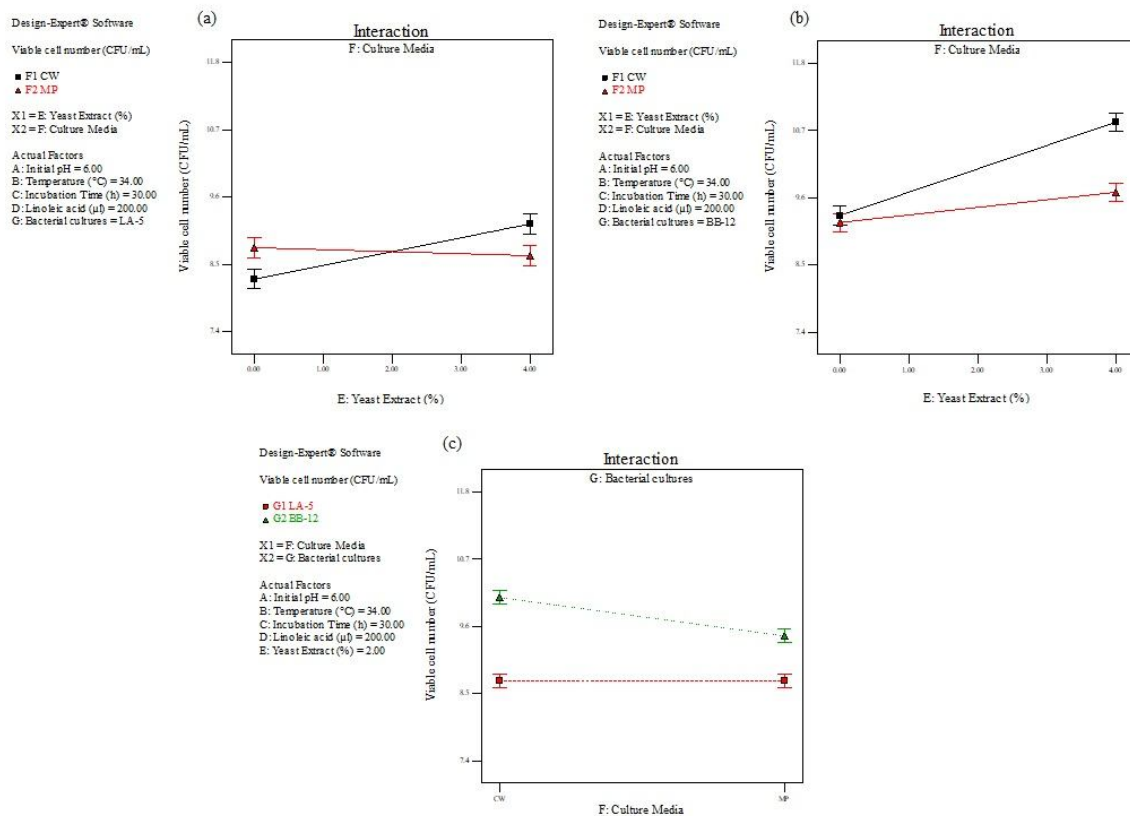 (a)
Design-Expert® Software
Viable cell number (CFU/mL)
F1 CW
F2 MP
X1 = E: Yeast Extract (%)
X2 = F: Culture Media
Actual Factors
A: Initial pH = 6.00
B: Temperature (°C) = 34.00
C: Incubation Time (h) = 30.00
D: Linoleic acid (µl) = 200.00
G: Bacterial cultures = LA-5
Interaction
F: Culture Media
Viable cell number (CFU/mL)
11.8
10.7
9.6
8.5
7.4
0.00 1.00 2.00 3.00 4.00
E: Yeast Extract (%)
(b)
Design-Expert® Software
Viable cell number (CFU/mL)
F1 CW
F2 MP
X1 = E: Yeast Extract (%)
X2 = F: Culture Media
Actual Factors
A: Initial pH = 6.00
B: Temperature (°C) = 34.00
C: Incubation Time (h) = 30.00
D: Linoleic acid (µl) = 200.00
G: Bacterial cultures = BB-12
Interaction
F: Culture Media
Viable cell number (CFU/mL)
11.8
10.7
9.6
8.5
7.4
0.00 1.00 2.00 3.00 4.00
E: Yeast Extract (%)
(c)
Design-Expert® Software
Viable cell number (CFU/mL)
G1 LA-5
G2 BB-12
X1 = F: Culture Media
X2 = G: Bacterial cultures
Actual Factors
A: Initial pH = 6.00
B: Temperature (°C) = 34.00
C: Incubation Time (h) = 30.00
D: Linoleic acid (µl) = 200.00
E: Yeast Extract (%) = 2.00
Interaction
G: Bacterial cultures
Viable cell number (CFU/mL)
11.8
10.7
9.6
8.5
7.4
CW MP
F: Culture Media